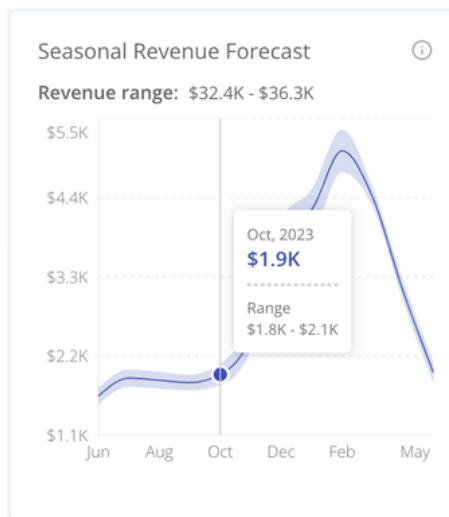 Seasonal Revenue Forecast
Revenue range: $32.4K - $36.3K
$5.5K
$4.4K
$3.3K
$2.2K
$1.1K
Oct, 2023
$1.9K
Range
$1.8K - $2.1K
Jun Aug Oct Dec Feb May